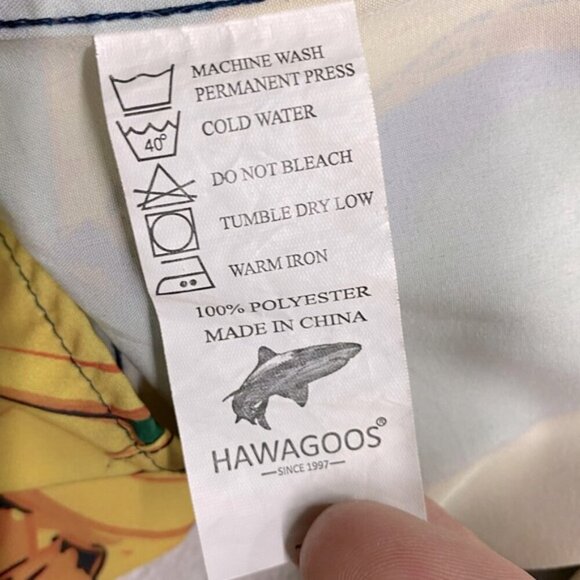 MACHINE WASH
PERMANENT PRESS
40°
COLD WATER
DO NOT BLEACH
TUMBLE DRY LOW
WARM IRON
100% POLYESTER
MADE IN CHINA
HAWAGOOS®
SINCE 1997